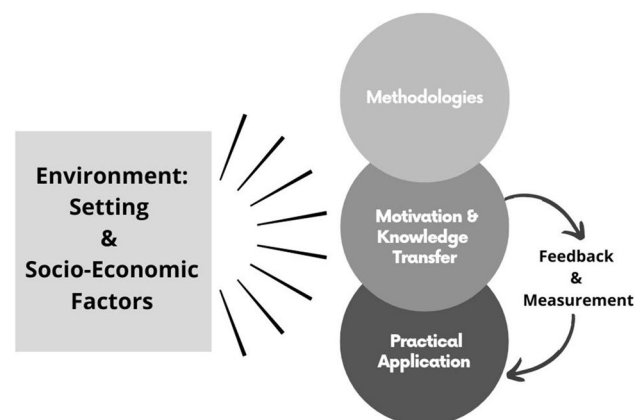 Environment:
Setting
&
Socio-Economic
Factors
Methodologies
Motivation &
Knowledge
Transfer
Practical
Application
Feedback
&
Measurement